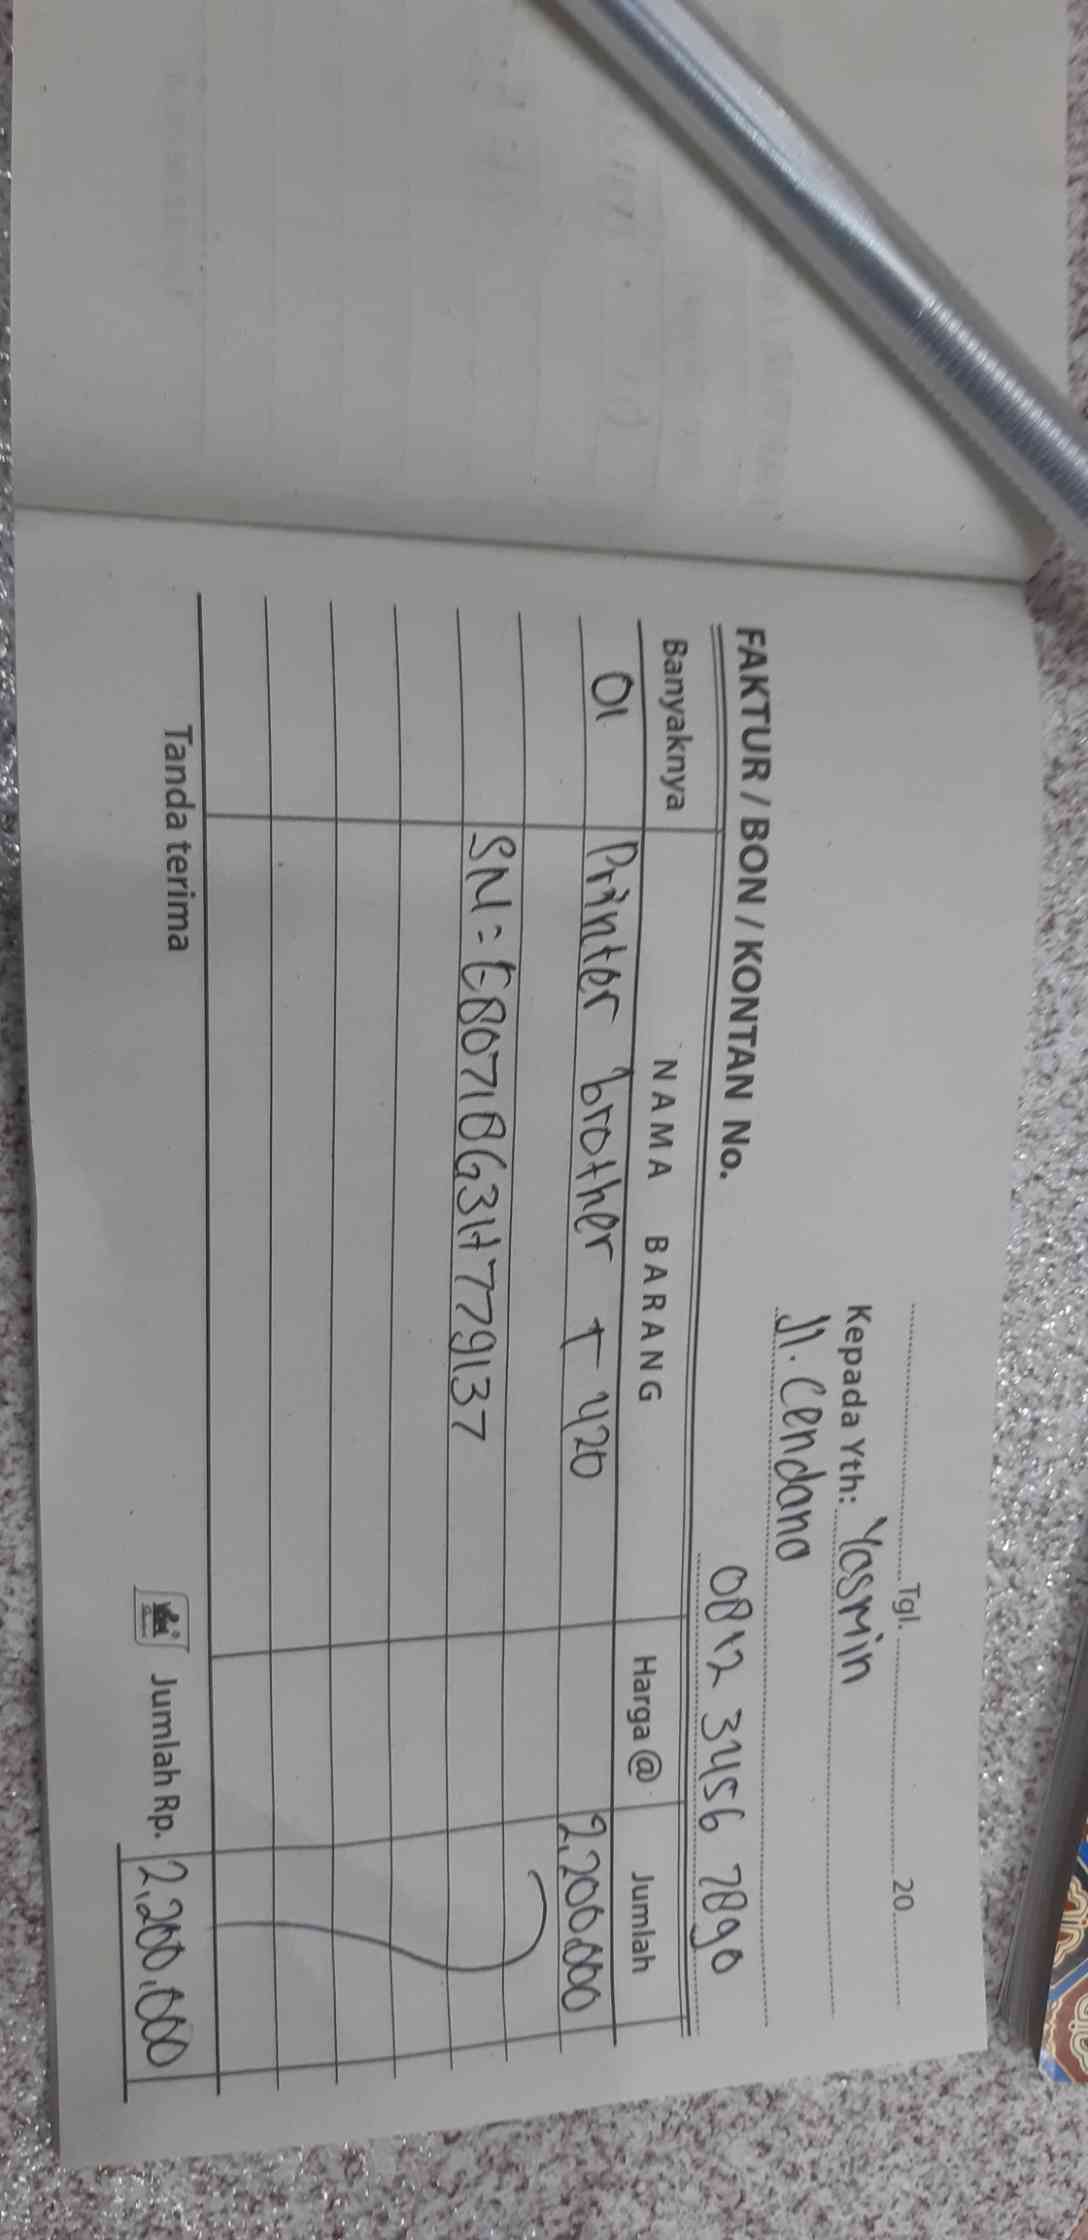 Tgl. 20
Kepada Yth: Yasmin
Jl. Cendana
0812 3456 7890
FAKTUR / BON / KONTAN No.
Banyaknya NAMA BARANG Harga @ Jumlah
01 Printer brother T 420 2.200.000
SN = E80718G3H779137
Tanda terima Jumlah Rp. 2.200.000